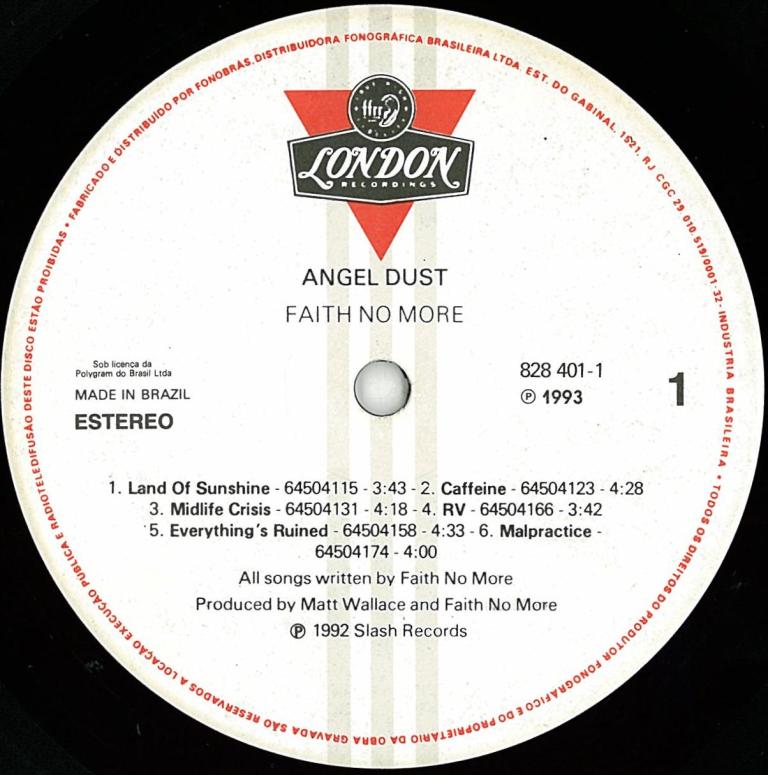 FABRICADO E DISTRIBUÍDO POR FONOBRÁS. DISTRIBUIDORA FONOGRÁFICA BRASILEIRA LTDA. EST. DO GABINAL, 1521, RJ CGC 29.010.519/0001-32 - INDÚSTRIA BRASILEIRA • TODOS OS DIREITOS DO PRODUTOR FONOGRÁFICO E DO PROPRIETÁRIO DA OBRA GRAVADA SÃO RESERVADOS A LOCAÇÃO EXECUÇÃO PÚBLICA E RADIOTELEDIFUSÃO DESTE DISCO ESTÃO PROIBIDAS •
ffrr
LONDON
RECORDINGS
ANGEL DUST
FAITH NO MORE
Sob licença da
Polygram do Brasil Ltda
MADE IN BRAZIL
ESTEREO
828 401-1
℗ 1993
1
1. Land Of Sunshine - 64504115 - 3:43 - 2. Caffeine - 64504123 - 4:28
3. Midlife Crisis - 64504131 - 4:18 - 4. RV - 64504166 - 3:42
5. Everything's Ruined - 64504158 - 4:33 - 6. Malpractice -
64504174 - 4:00
All songs written by Faith No More
Produced by Matt Wallace and Faith No More
℗ 1992 Slash Records